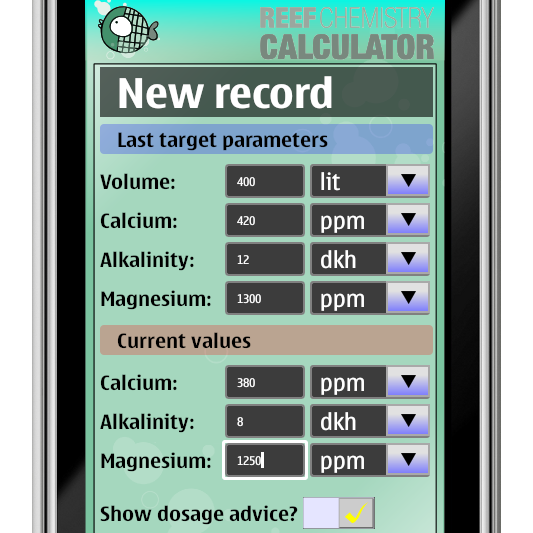 REEF CHEMISTRY
CALCULATOR
New record
Last target parameters
Volume: 400 lit
Calcium: 420 ppm
Alkalinity: 12 dkh
Magnesium: 1300 ppm
Current values
Calcium: 380 ppm
Alkalinity: 8 dkh
Magnesium: 1250 ppm
Show dosage advice?